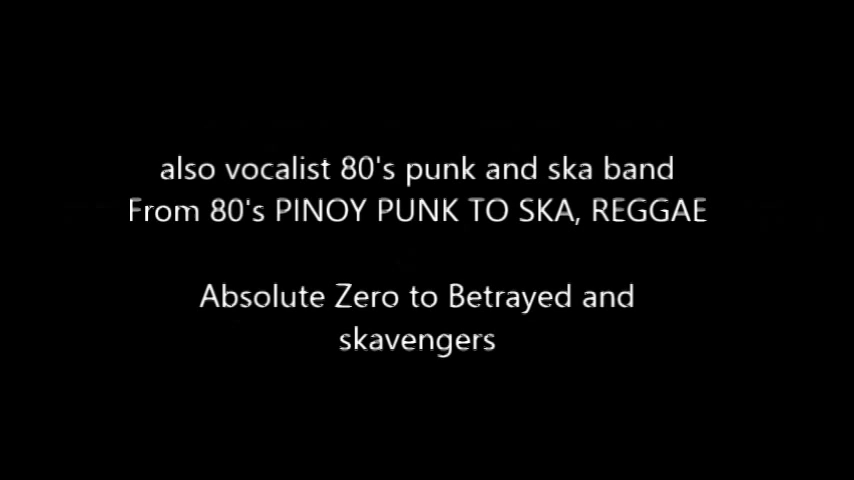 also vocalist 80's punk and ska band
From 80's PINOY PUNK TO SKA, REGGAE
Absolute Zero to Betrayed and
skavengers